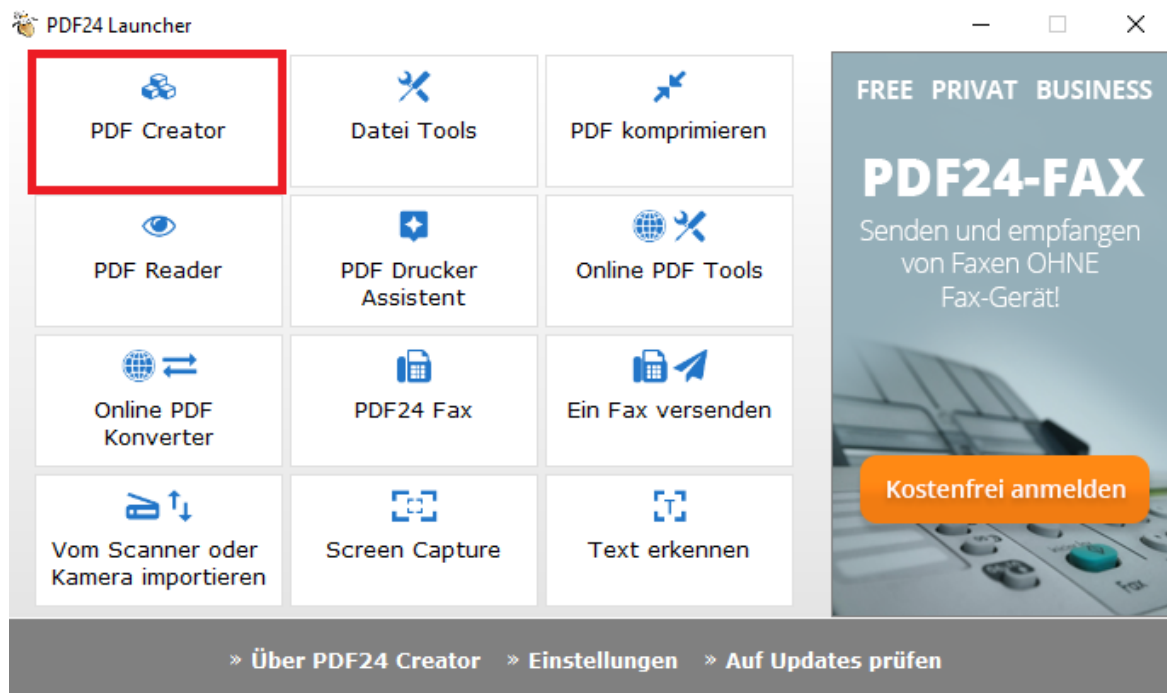 PDF24 Launcher
PDF Creator
Datei Tools
PDF komprimieren
PDF Reader
PDF Drucker
Assistent
Online PDF Tools
Online PDF
Konverter
PDF24 Fax
Ein Fax versenden
Vom Scanner oder
Kamera importieren
Screen Capture
Text erkennen
FREE PRIVAT BUSINESS
PDF24-FAX
Senden und empfangen
von Faxen OHNE
Fax-Gerät!
Kostenfrei anmelden
Fax
» Über PDF24 Creator » Einstellungen » Auf Updates prüfen